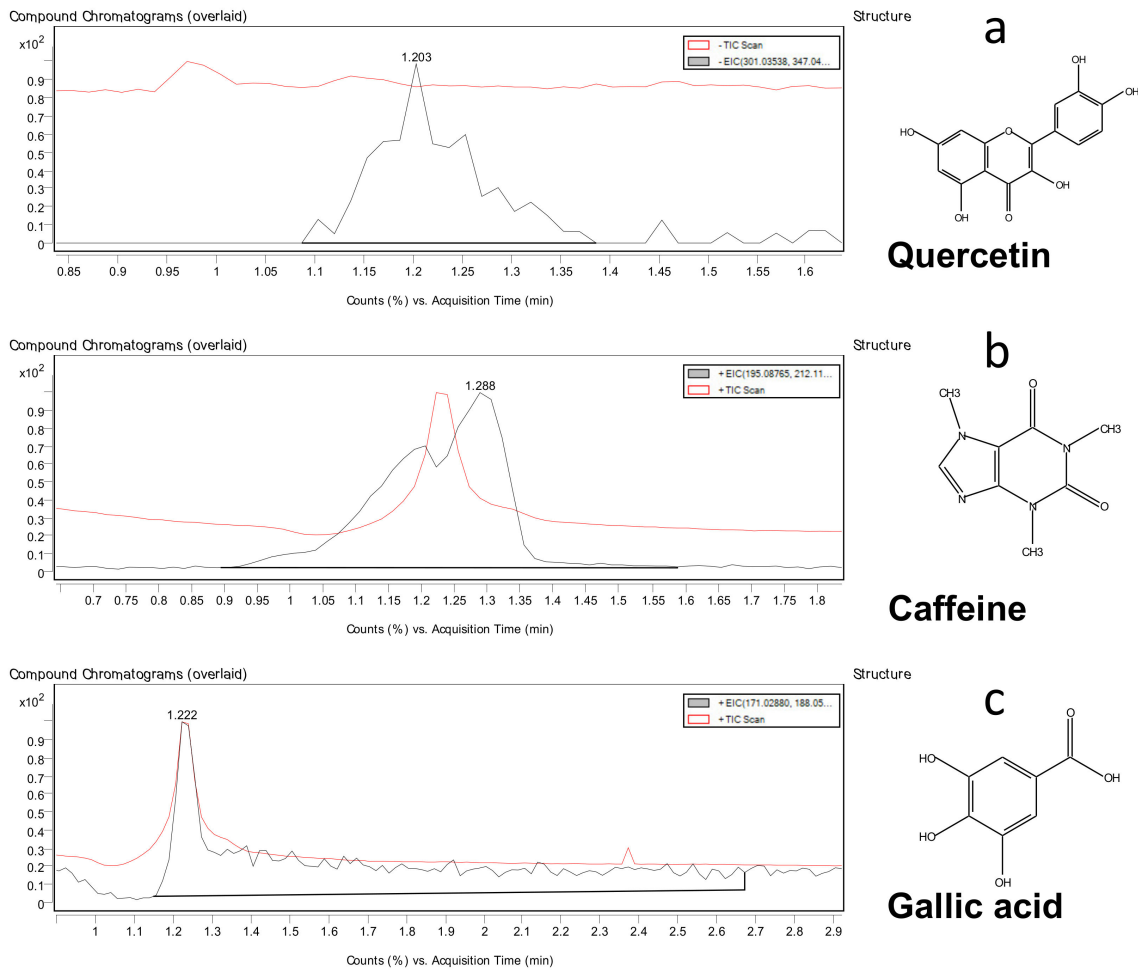 Compound Chromatograms (overlaid)
Structure
a
x10²
1.203
- TIC Scan
- EIC(301.03538, 347.04...
0.9
0.8
0.7
0.6
0.5
0.4
0.3
0.2
0.1
0
0.85 0.9 0.95 1 1.05 1.1 1.15 1.2 1.25 1.3 1.35 1.4 1.45 1.5 1.55 1.6
Counts (%) vs. Acquisition Time (min)
OH
OH
HO
O
OH
OH
O
Quercetin
Compound Chromatograms (overlaid)
Structure
b
x10²
1.288
+ EIC(195.08765, 212.11...
+ TIC Scan
0.9
0.8
0.7
0.6
0.5
0.4
0.3
0.2
0.1
0
0.7 0.75 0.8 0.85 0.9 0.95 1 1.05 1.1 1.15 1.2 1.25 1.3 1.35 1.4 1.45 1.5 1.55 1.6 1.65 1.7 1.75 1.8
Counts (%) vs. Acquisition Time (min)
O
CH3
CH3
N
N
N
N
O
CH3
Caffeine
Compound Chromatograms (overlaid)
Structure
c
x10²
1.222
+ EIC(171.02880, 188.05...
+ TIC Scan
0.9
0.8
0.7
0.6
0.5
0.4
0.3
0.2
0.1
0
1 1.1 1.2 1.3 1.4 1.5 1.6 1.7 1.8 1.9 2 2.1 2.2 2.3 2.4 2.5 2.6 2.7 2.8 2.9
Counts (%) vs. Acquisition Time (min)
O
HO
OH
HO
OH
Gallic acid